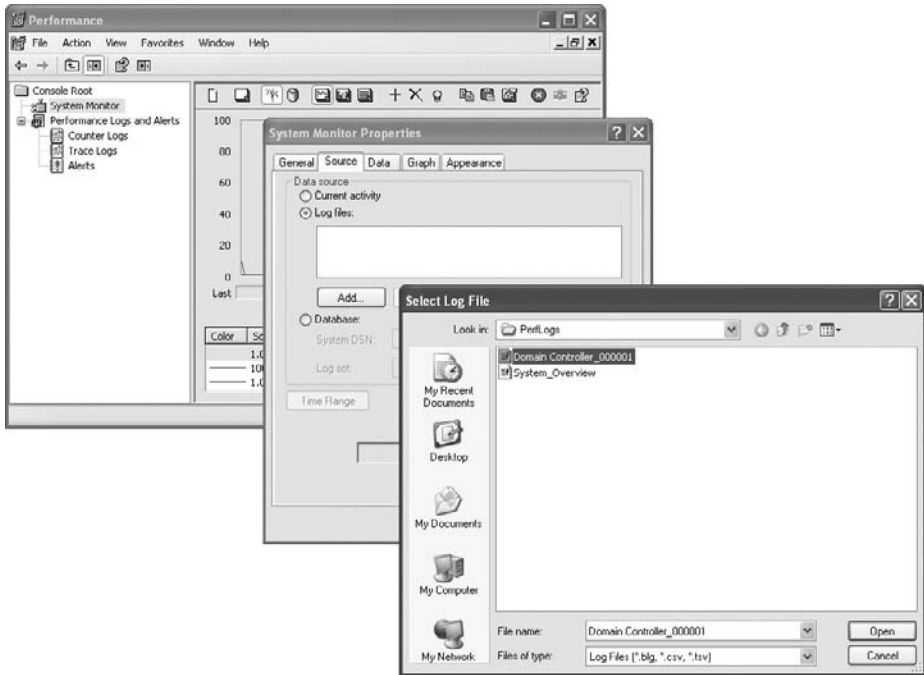 Performance
File Action View Favorites Window Help
Console Root
System Monitor
Performance Logs and Alerts
Counter Logs
Trace Logs
Alerts
100
80
60
40
20
0
Last
Color
1.0
1.0
System Monitor Properties
General Source Data Graph Appearance
Data source
Current activity
Log files:
Add...
Database:
System DSN:
Log set:
Time Range
Select Log File
Look in: PerfLogs
Domain Controller_000001
System_Overview
My Recent
Documents
Desktop
My Documents
My Computer
My Network
File name: Domain Controller_000001 Open
Files of type: Log Files (*.blg, *.csv, *.tsv) Cancel